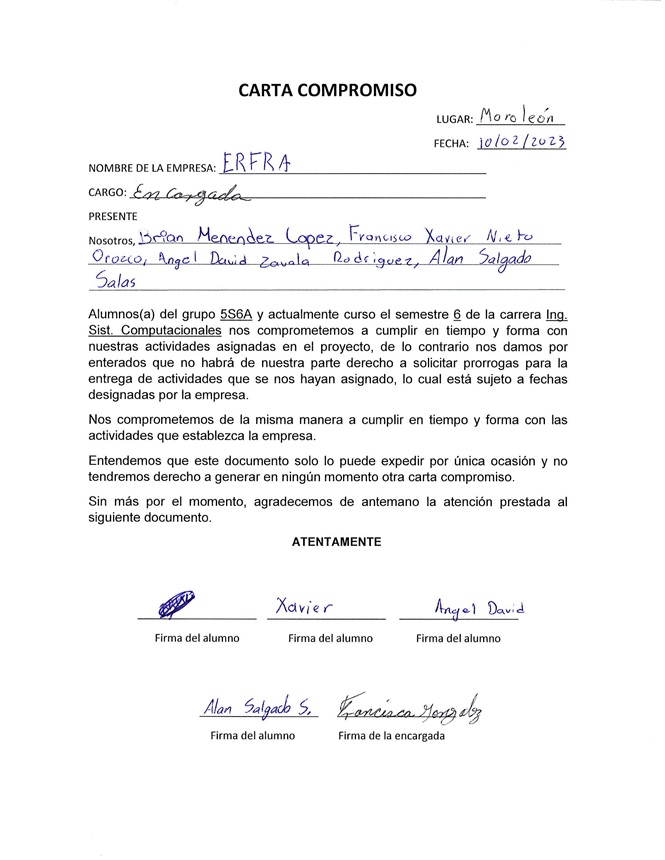 CARTA COMPROMISO
LUGAR: Moroleón
FECHA: 10/02/2023
NOMBRE DE LA EMPRESA: ERFRA
CARGO: Encargada
PRESENTE
Nosotros, Brian Menendez Lopez, Francisco Xavier Nieto
Orozco, Angel David Zavala Rodriguez, Alan Salgado
Salas
Alumnos(a) del grupo 5S6A y actualmente curso el semestre 6 de la carrera Ing.
Sist. Computacionales nos comprometemos a cumplir en tiempo y forma con
nuestras actividades asignadas en el proyecto, de lo contrario nos damos por
enterados que no habrá de nuestra parte derecho a solicitar prorrogas para la
entrega de actividades que se nos hayan asignado, lo cual está sujeto a fechas
designadas por la empresa.
Nos comprometemos de la misma manera a cumplir en tiempo y forma con las
actividades que establezca la empresa.
Entendemos que este documento solo lo puede expedir por única ocasión y no
tendremos derecho a generar en ningún momento otra carta compromiso.
Sin más por el momento, agradecemos de antemano la atención prestada al
siguiente documento.
ATENTAMENTE
Xavier Angel David
Firma del alumno Firma del alumno Firma del alumno
Alan Salgado S. Francisca Gonzalez
Firma del alumno Firma de la encargada